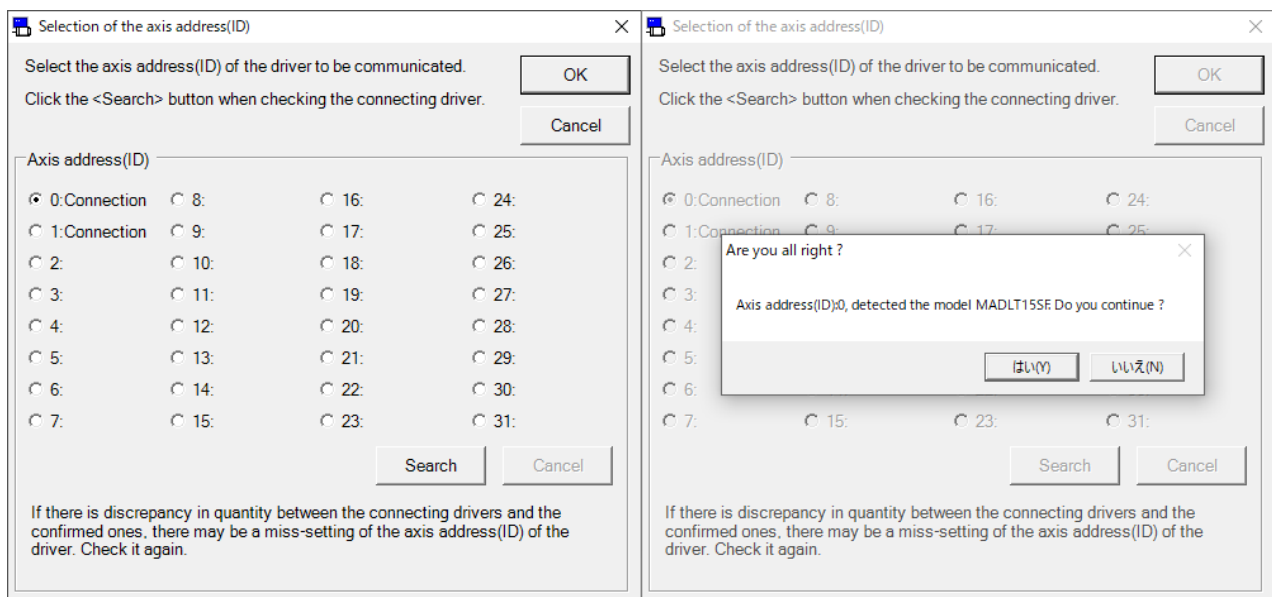 Selection of the axis address(ID)
Select the axis address(ID) of the driver to be communicated.
Click the <Search> button when checking the connecting driver.
OK
Cancel
Axis address(ID)
0:Connection 8: 16: 24:
1:Connection 9: 17: 25:
2: 10: 18: 26:
3: 11: 19: 27:
4: 12: 20: 28:
5: 13: 21: 29:
6: 14: 22: 30:
7: 15: 23: 31:
Search Cancel
If there is discrepancy in quantity between the connecting drivers and the
confirmed ones, there may be a miss-setting of the axis address(ID) of the
driver. Check it again.
Selection of the axis address(ID)
Select the axis address(ID) of the driver to be communicated.
Click the <Search> button when checking the connecting driver.
OK
Cancel
Axis address(ID)
0:Connection 8: 16: 24:
1:Connection 9: 17: 25:
2:
3:
4:
5:
6:
7: 15: 23: 31:
Are you all right ?
Axis address(ID):0, detected the model MADLT15SF. Do you continue ?
はい(Y) いいえ(N)
Search Cancel
If there is discrepancy in quantity between the connecting drivers and the
confirmed ones, there may be a miss-setting of the axis address(ID) of the
driver. Check it again.